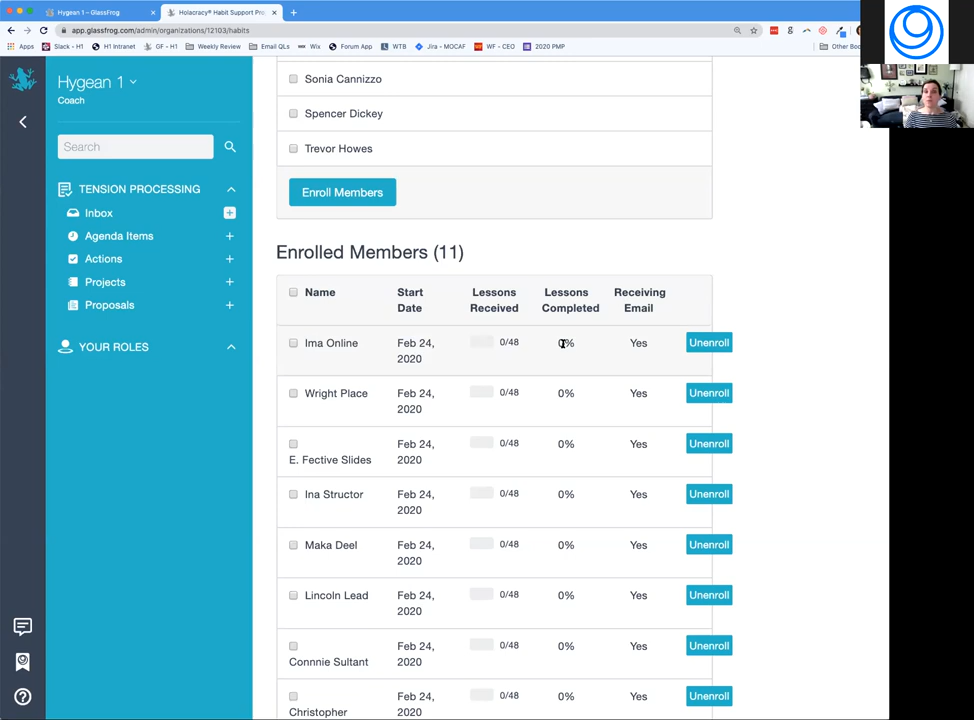 Hygean 1 – GlassFrog
Holacracy® Habit Support Pro
app.glassfrog.com/admin/organizations/12103/habits
Apps
Slack - H1
H1 Intranet
GF - H1
Weekly Review
Email QLs
Wix
Forum App
WTB
Jira - MOCAF
WF - CEO
2020 PMP
Other Bo
Hygean 1
Coach
Search
TENSION PROCESSING
Inbox
Agenda Items
Actions
Projects
Proposals
YOUR ROLES
Sonia Cannizzo
Spencer Dickey
Trevor Howes
Enroll Members
Enrolled Members (11)
Name Start Date Lessons Received Lessons Completed Receiving Email
Ima Online Feb 24, 2020 0/48 0% Yes Unenroll
Wright Place Feb 24, 2020 0/48 0% Yes Unenroll
E. Fective Slides Feb 24, 2020 0/48 0% Yes Unenroll
Ina Structor Feb 24, 2020 0/48 0% Yes Unenroll
Maka Deel Feb 24, 2020 0/48 0% Yes Unenroll
Lincoln Lead Feb 24, 2020 0/48 0% Yes Unenroll
Connnie Sultant Feb 24, 2020 0/48 0% Yes Unenroll
Christopher Feb 24, 2020 0/48 0% Yes Unenroll